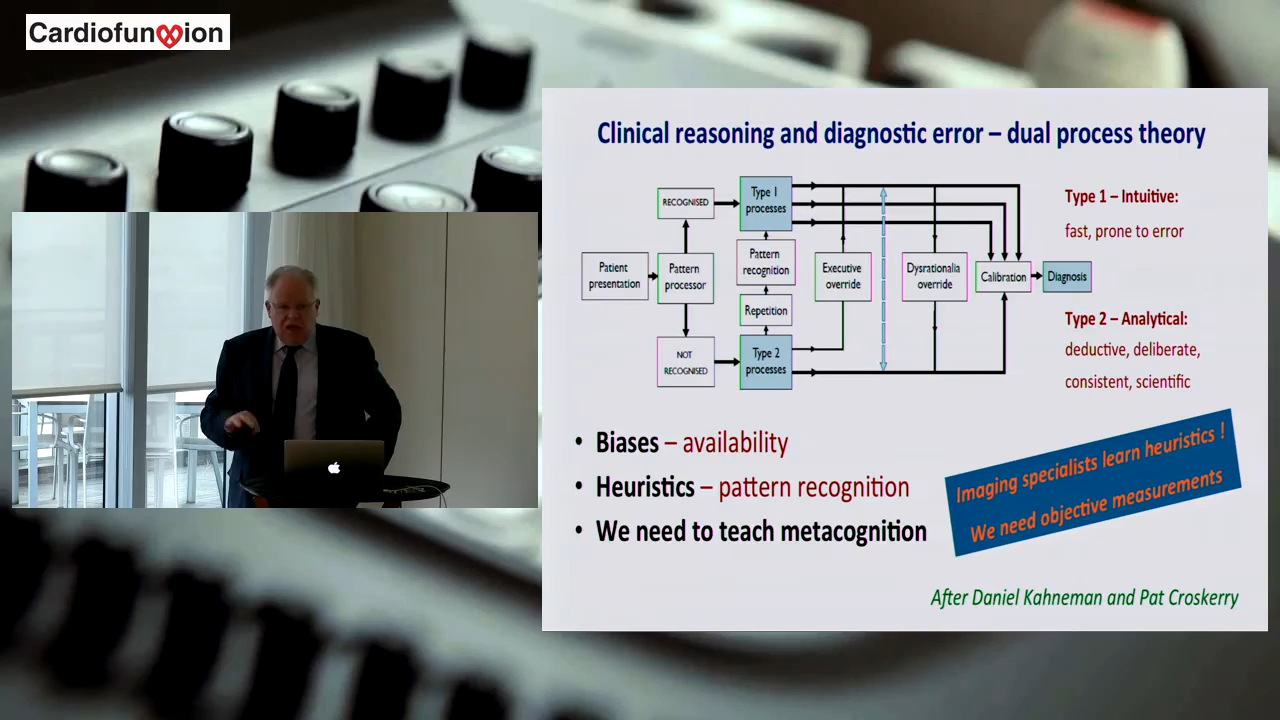 Cardiofunxion
Clinical reasoning and diagnostic error – dual process theory
RECOGNISED
Type 1
processes
Type 1 – Intuitive:
fast, prone to error
Patient
presentation
Pattern
processor
Pattern
recognition
Executive
override
Dysrationalia
override
Calibration
Diagnosis
Repetition
NOT
RECOGNISED
Type 2
processes
Type 2 – Analytical:
deductive, deliberate,
consistent, scientific
• Biases – availability
• Heuristics – pattern recognition
• We need to teach metacognition
Imaging specialists learn heuristics !
We need objective measurements
After Daniel Kahneman and Pat Croskerry